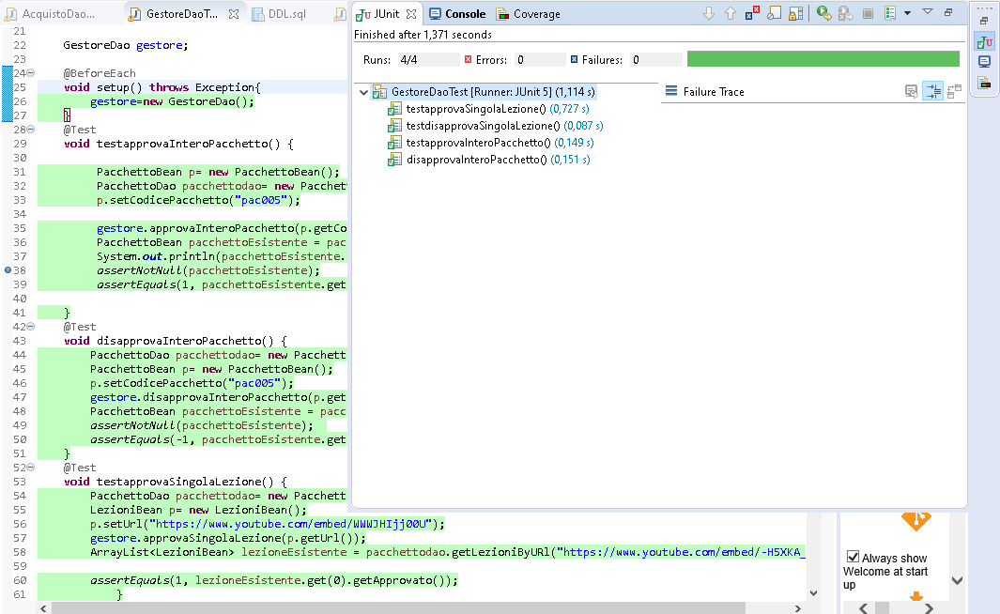 AcquistoDao...
GestoreDaoT...
DDL.sql
21
22 GestoreDao gestore;
23
24 @BeforeEach
25 void setup() throws Exception{
26 gestore=new GestoreDao();
27 }
28 @Test
29 void testapprovaInteroPacchetto() {
30
31 PacchettoBean p= new PacchettoBean();
32 PacchettoDao pacchettodao= new Pacchet
33 p.setCodicePacchetto("pac005");
34
35 gestore.approvaInteroPacchetto(p.getCo
36 PacchettoBean pacchettoEsistente = pac
37 System.out.println(pacchettoEsistente.
38 assertNotNull(pacchettoEsistente);
39 assertEquals(1, pacchettoEsistente.get
40
41 }
42 @Test
43 void disapprovaInteroPacchetto() {
44 PacchettoDao pacchettodao= new Pacchett
45 PacchettoBean p= new PacchettoBean();
46 p.setCodicePacchetto("pac005");
47 gestore.disapprovaInteroPacchetto(p.get
48 PacchettoBean pacchettoEsistente = pacc
49 assertNotNull(pacchettoEsistente);
50 assertEquals(-1, pacchettoEsistente.get
51 }
52 @Test
53 void testapprovaSingolaLezione() {
54 PacchettoDao pacchettodao= new Pacchett
55 LezioniBean p= new LezioniBean();
56 p.setUrl("https://www.youtube.com/embed/WWWJHIjj00U");
57 gestore.approvaSingolaLezione(p.getUrl());
58 ArrayList<LezioniBean> lezioneEsistente = pacchettodao.getLezioniByURl("https://www.youtube.com/embed/-H5XKA_
59
60 assertEquals(1, lezioneEsistente.get(0).getApprovato());
61 }
JUnit
Console
Coverage
Finished after 1,371 seconds
Runs: 4/4 Errors: 0 Failures: 0
GestoreDaoTest [Runner: JUnit 5] (1,114 s)
testapprovaSingolaLezione() (0,727 s)
testdisapprovaSingolaLezione() (0,087 s)
testapprovaInteroPacchetto() (0,149 s)
disapprovaInteroPacchetto() (0,151 s)
Failure Trace
Always show
Welcome at start
up